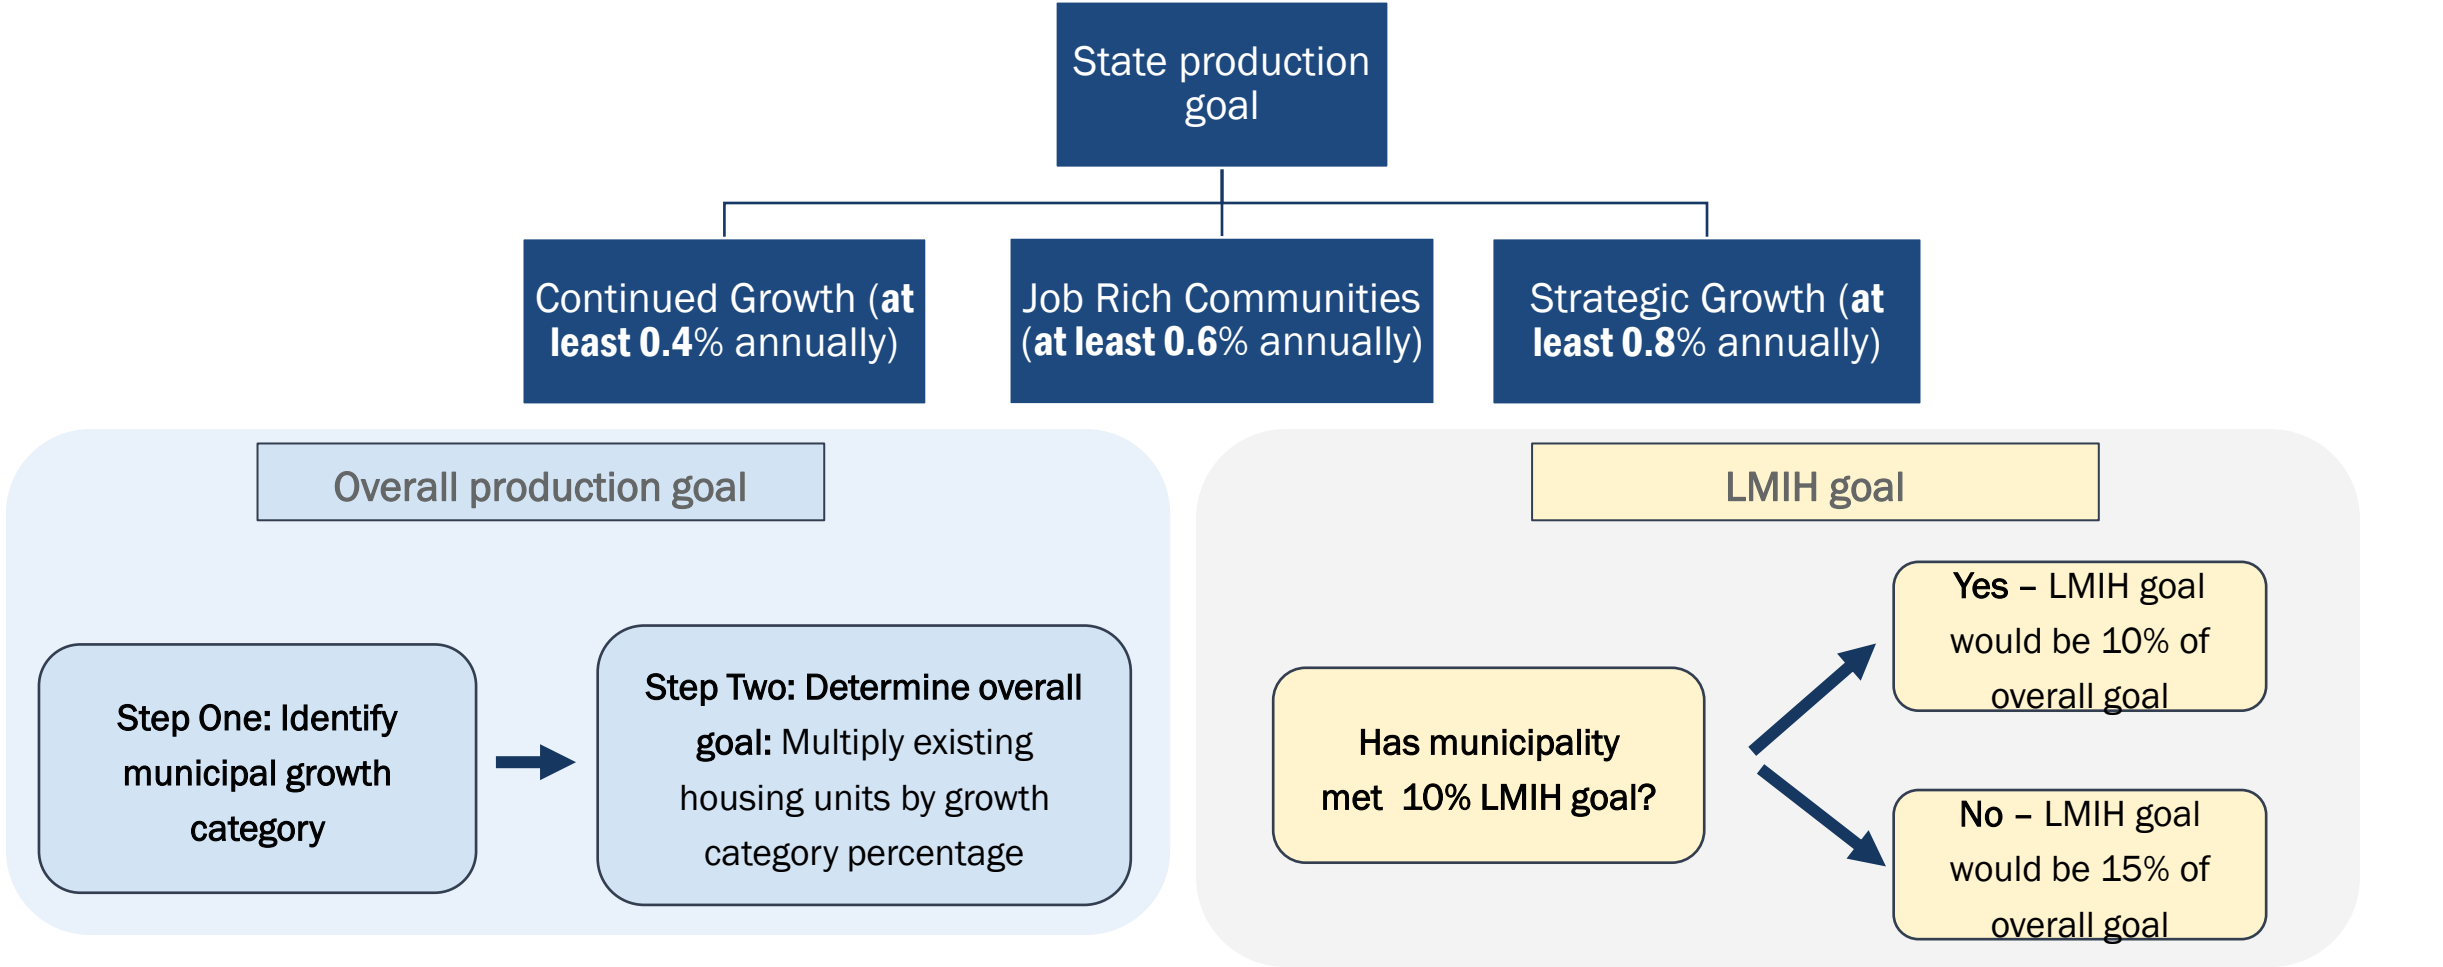 State production
goal
Continued Growth (at
least 0.4% annually)
Job Rich Communities
(at least 0.6% annually)
Strategic Growth (at
least 0.8% annually)
Overall production goal
Step One: Identify
municipal growth
category
Step Two: Determine overall
goal: Multiply existing
housing units by growth
category percentage
LMIH goal
Has municipality
met 10% LMIH goal?
Yes – LMIH goal
would be 10% of
overall goal
No – LMIH goal
would be 15% of
overall goal